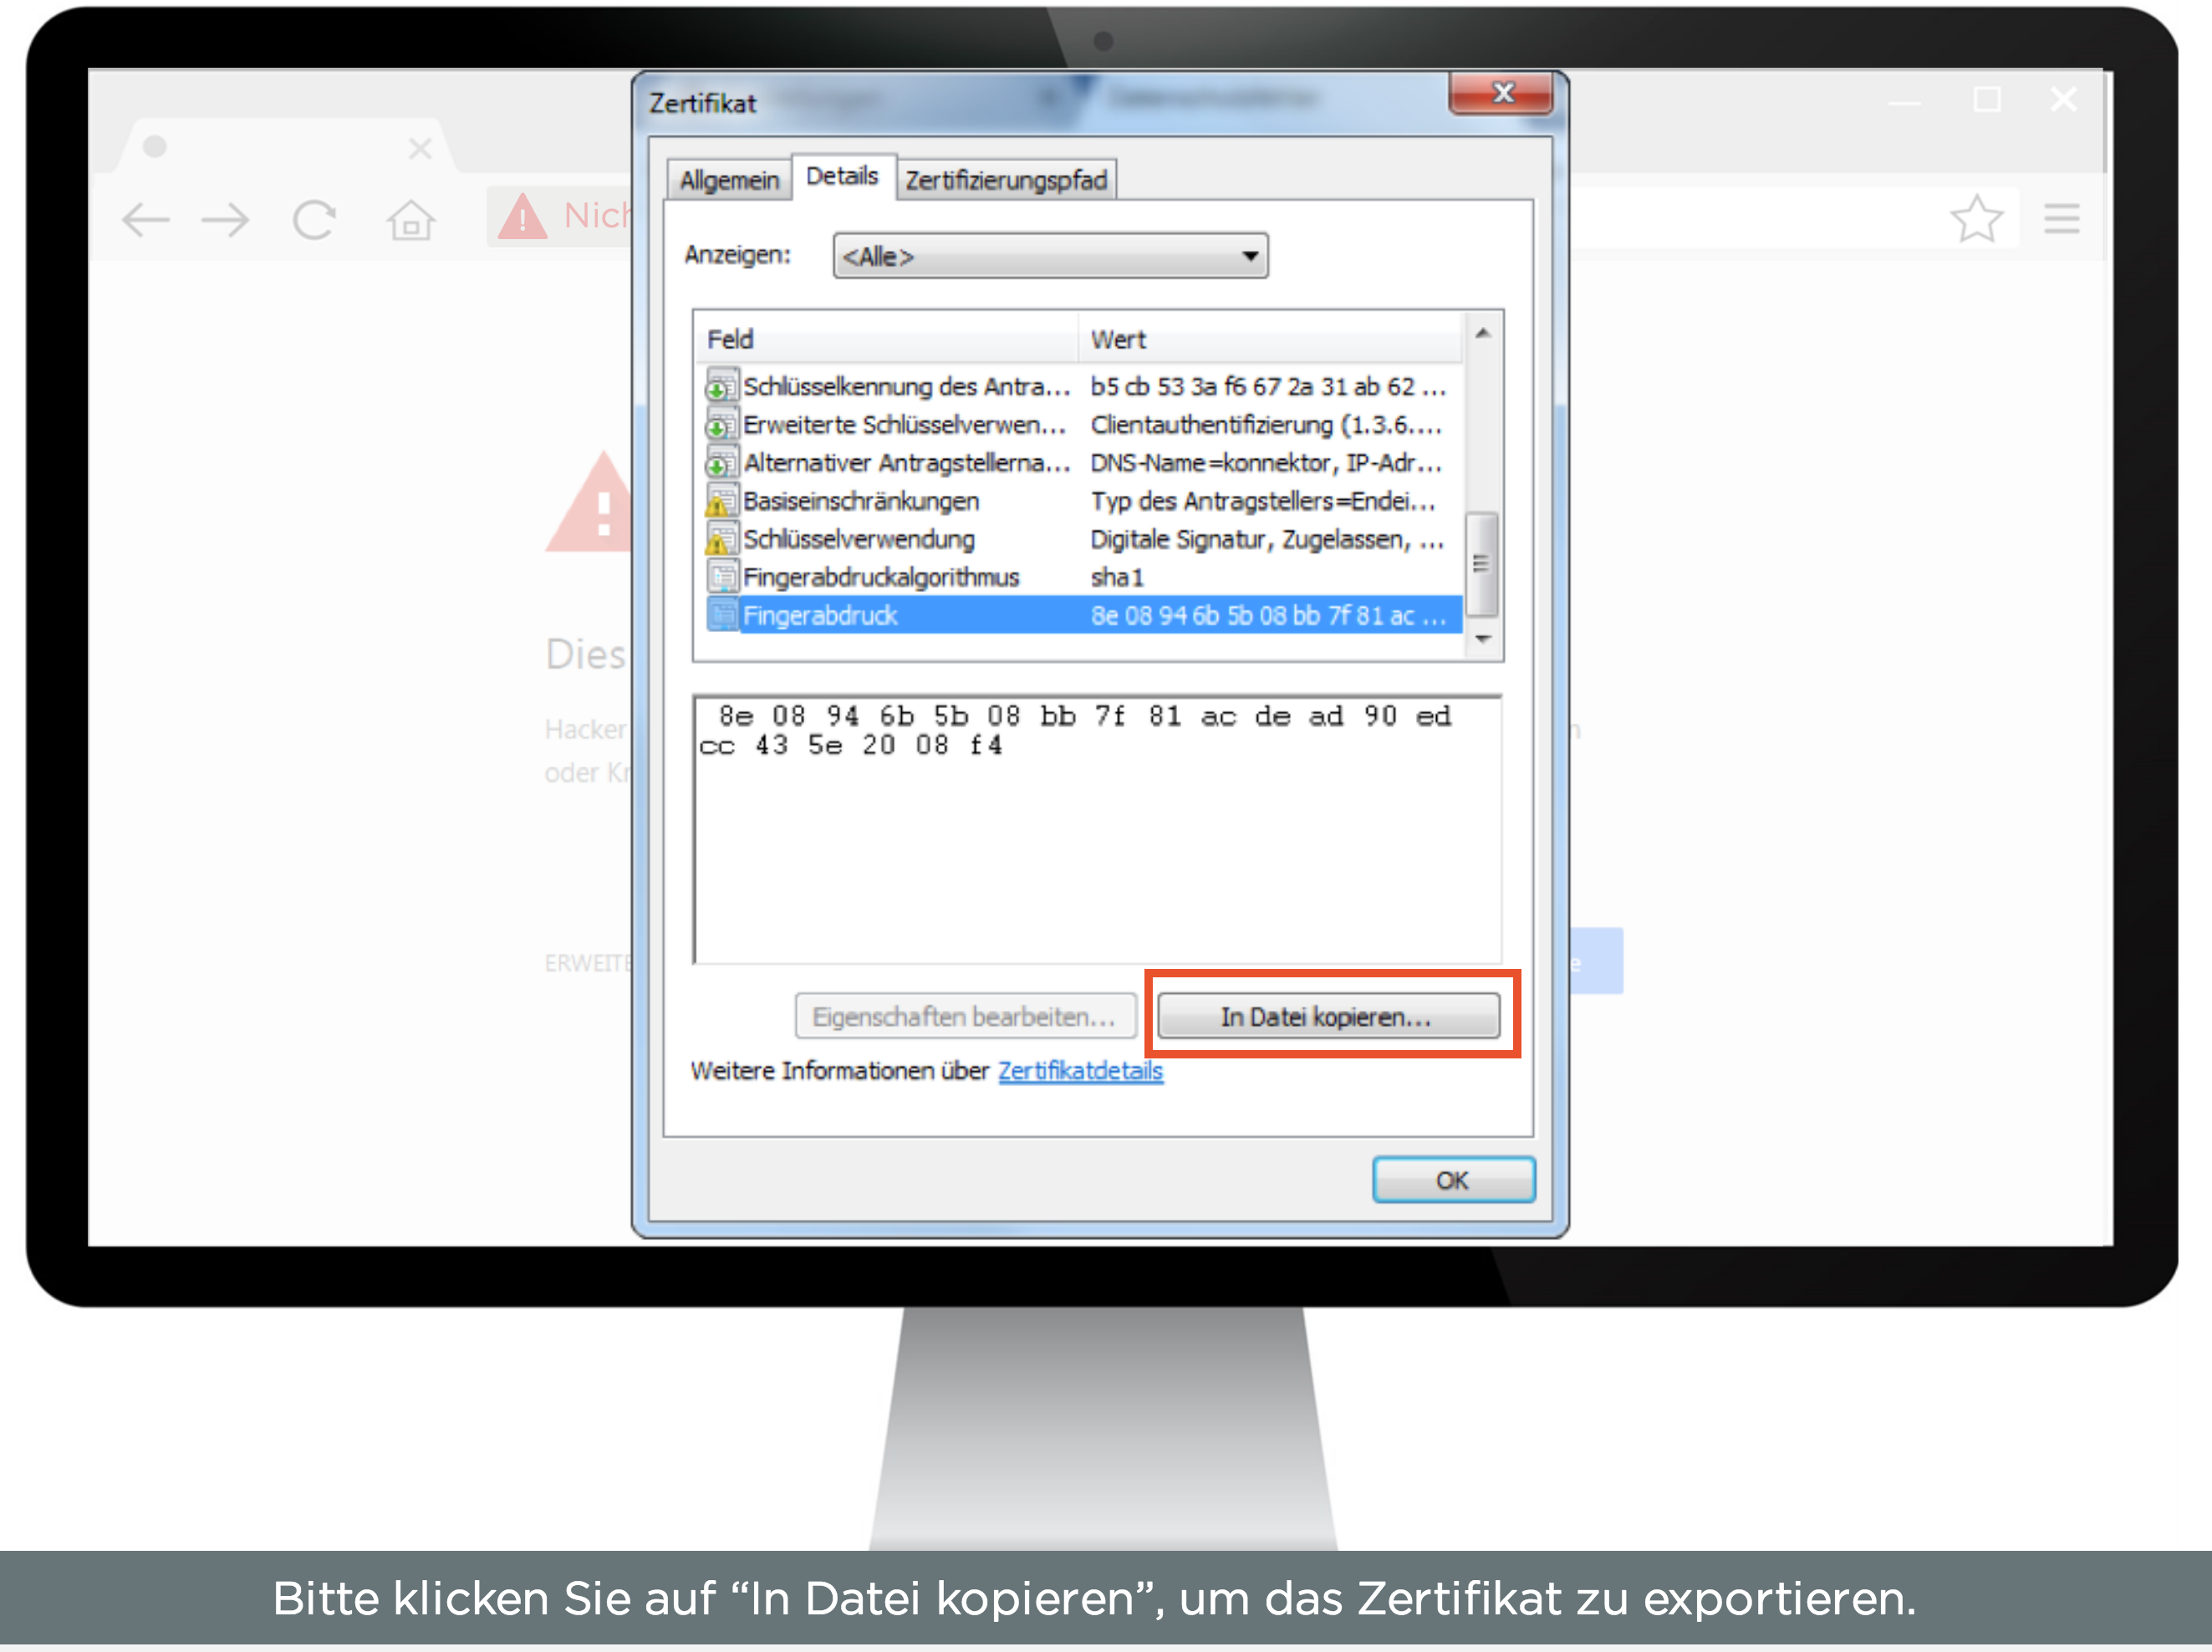 Zertifikat
Nich
Allgemein Details Zertifizierungspfad
Anzeigen: <Alle>
Feld Wert
Schlüsselkennung des Antra... b5 cb 53 3a f6 67 2a 31 ab 62 ...
Erweiterte Schlüsselverwen... Clientauthentifizierung (1.3.6....
Alternativer Antragstellerna... DNS-Name=konnektor, IP-Adr...
Basiseinschränkungen Typ des Antragstellers=Endei...
Schlüsselverwendung Digitale Signatur, Zugelassen, ...
Fingerabdruckalgorithmus sha1
Fingerabdruck 8e 08 94 6b 5b 08 bb 7f 81 ac ...
Dies
Hacker
oder Kr
8e 08 94 6b 5b 08 bb 7f 81 ac de ad 90 ed
cc 43 5e 20 08 f4
ERWEITE
Eigenschaften bearbeiten... In Datei kopieren...
Weitere Informationen über Zertifikatdetails
OK
Bitte klicken Sie auf “In Datei kopieren”, um das Zertifikat zu exportieren.